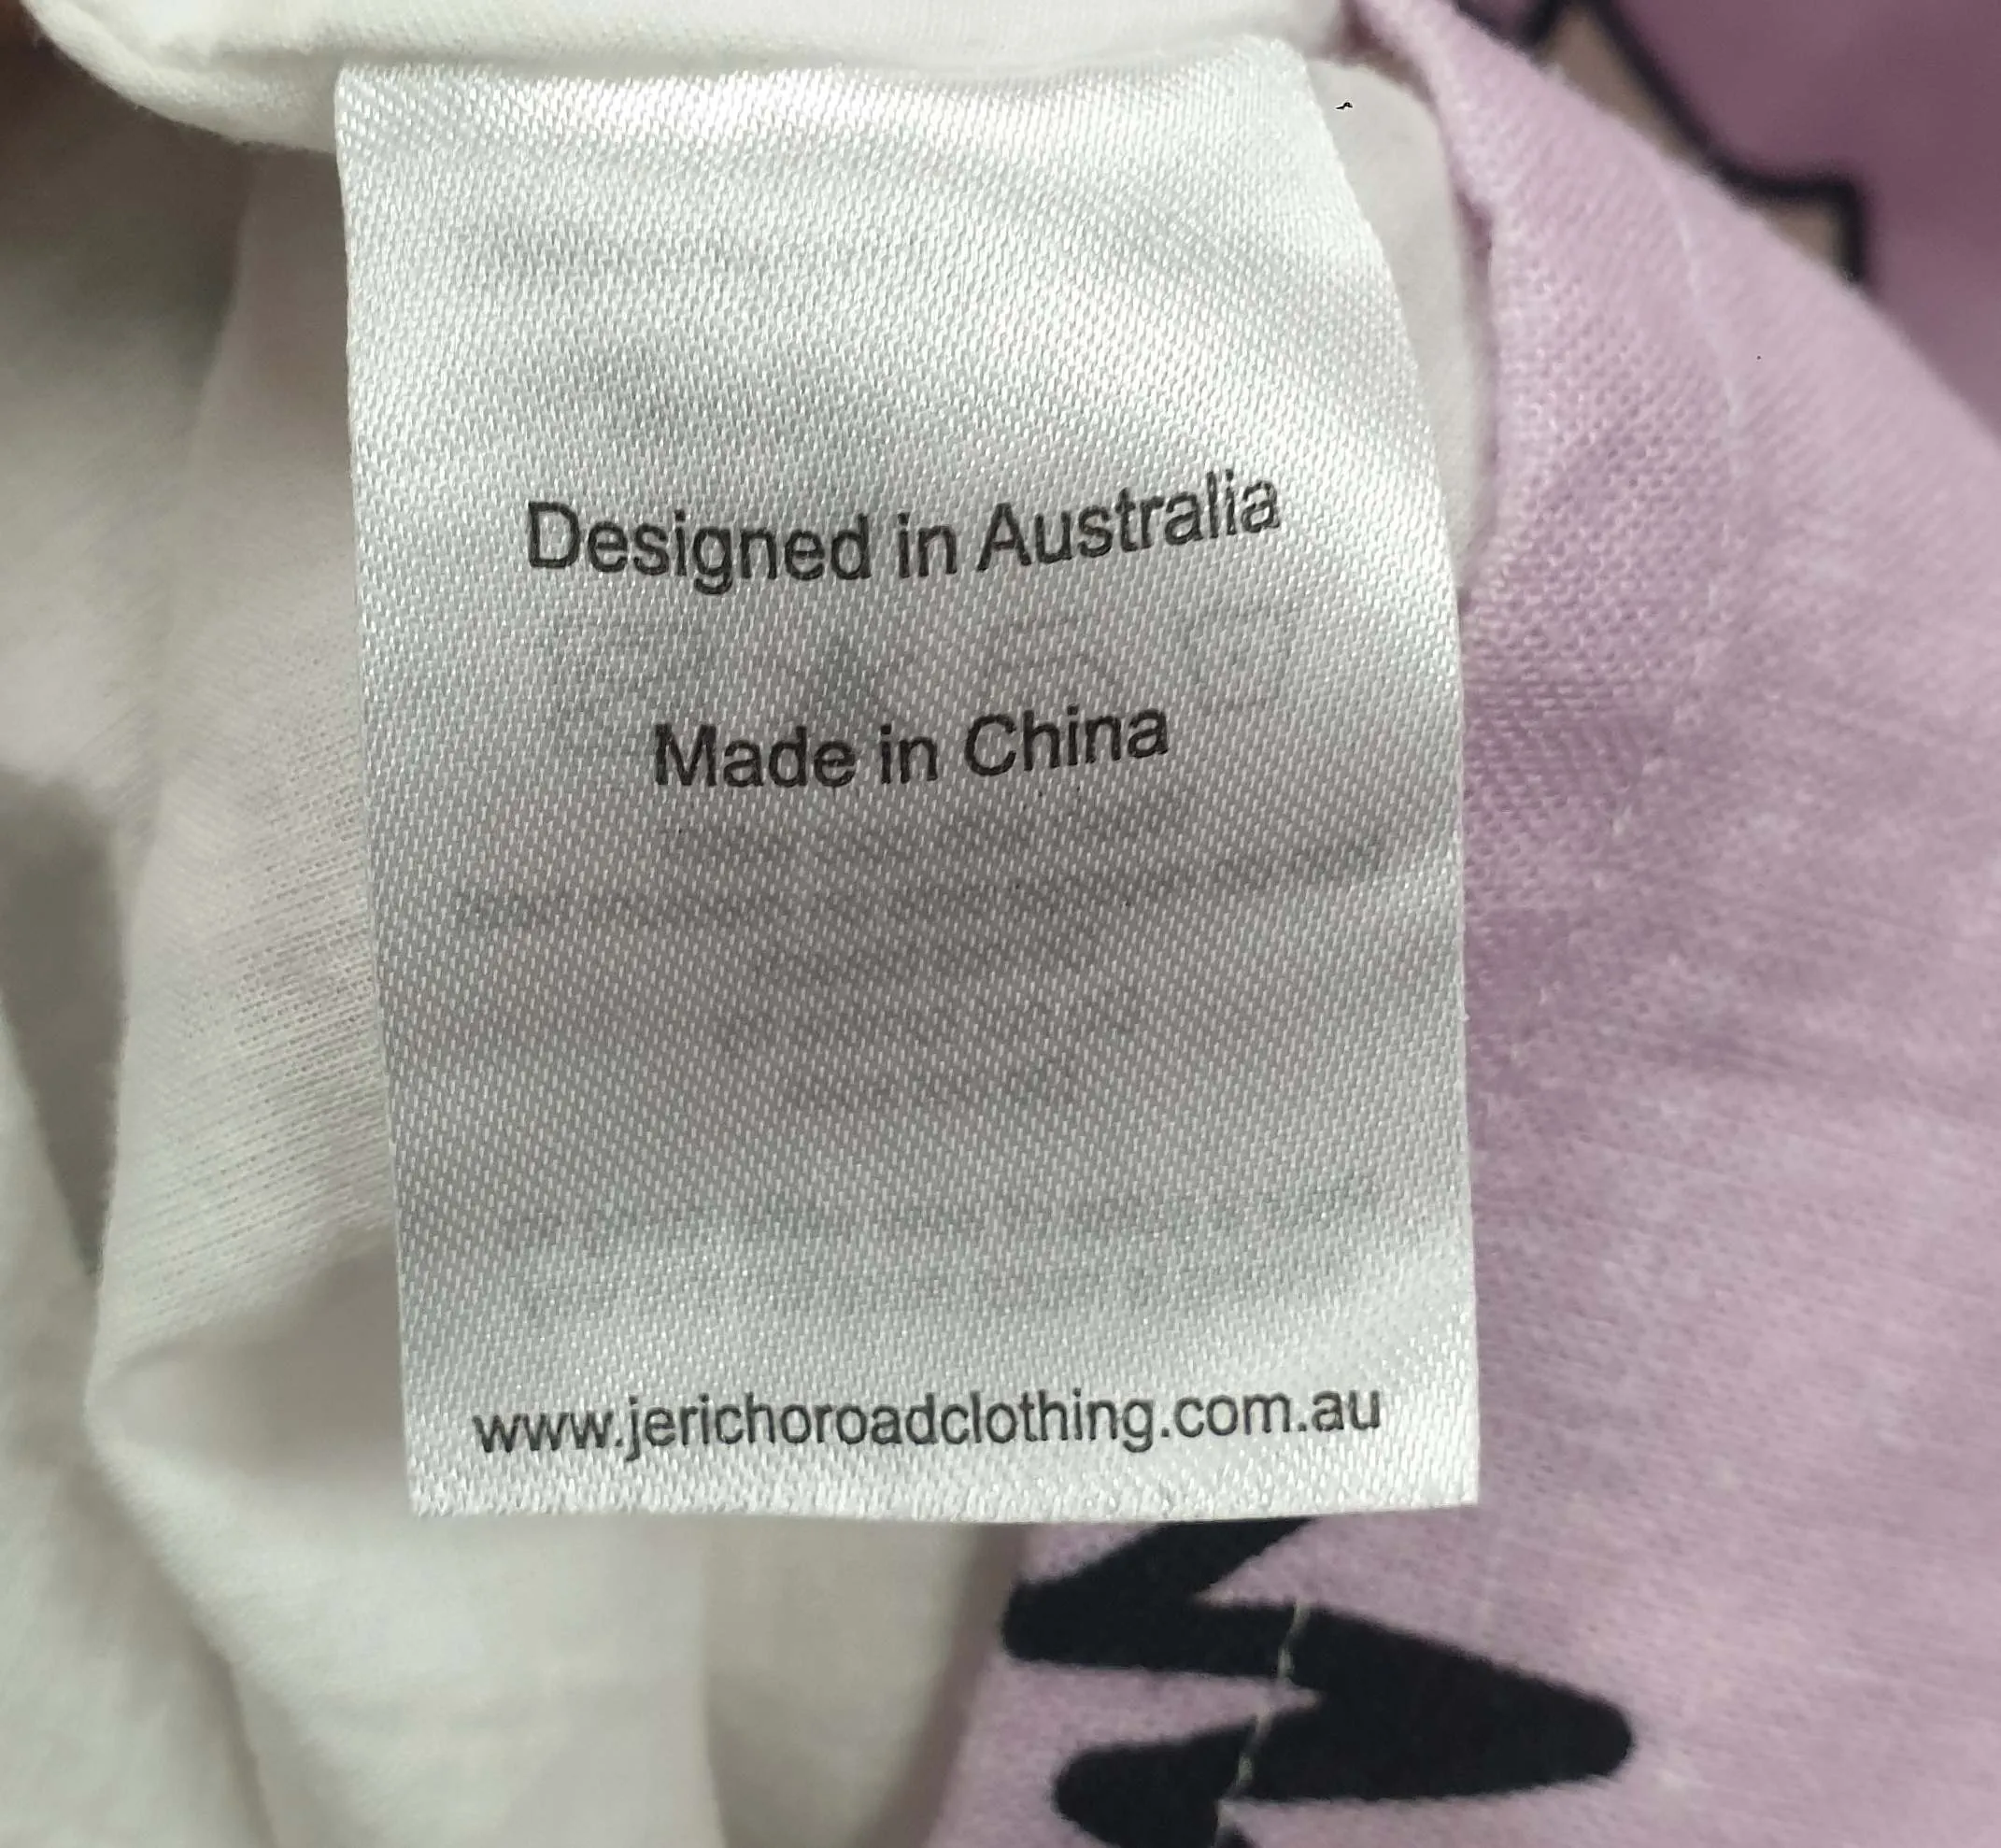 Designed in Australia
Made in China
www.jerichoroadclothing.com.au